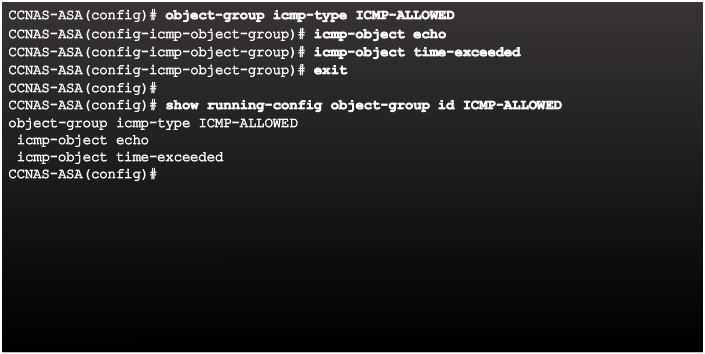 CCNAS-ASA(config)# object-group icmp-type ICMP-ALLOWED
CCNAS-ASA(config-icmp-object-group)# icmp-object echo
CCNAS-ASA(config-icmp-object-group)# icmp-object time-exceeded
CCNAS-ASA(config-icmp-object-group)# exit
CCNAS-ASA(config)#
CCNAS-ASA(config)# show running-config object-group id ICMP-ALLOWED
object-group icmp-type ICMP-ALLOWED
 icmp-object echo
 icmp-object time-exceeded
CCNAS-ASA(config)#